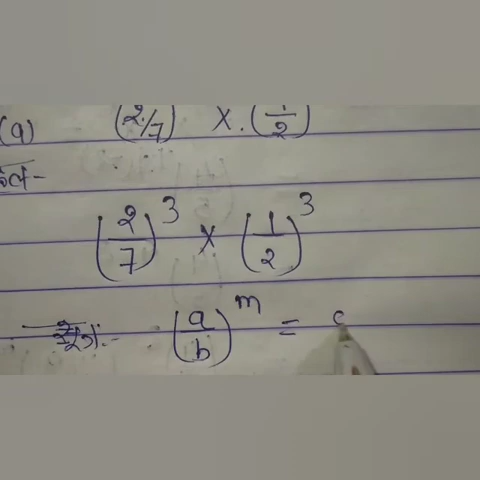 (a) (2/7) × . (1/2)
हल-
(2/7)³ × (1/2)³
सूत्र:- (a/b)ᵐ =